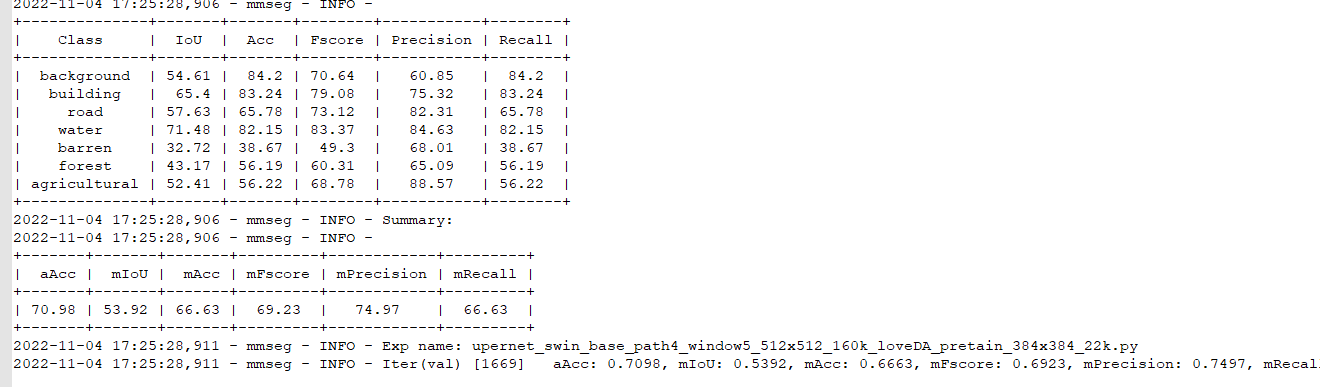 2022-11-04 17:25:28,906 - mmseg - INFO -
+--------------+-------+-------+--------+-----------+--------+
|    Class     |  IoU  |  Acc  | Fscore | Precision | Recall |
+--------------+-------+-------+--------+-----------+--------+
|  background  | 54.61 |  84.2 | 70.64  |   60.85   |  84.2  |
|   building   |  65.4 | 83.24 | 79.08  |   75.32   | 83.24  |
|     road     | 57.63 | 65.78 | 73.12  |   82.31   | 65.78  |
|    water     | 71.48 | 82.15 | 83.37  |   84.63   | 82.15  |
|    barren    | 32.72 | 38.67 |  49.3  |   68.01   | 38.67  |
|    forest    | 43.17 | 56.19 | 60.31  |   65.09   | 56.19  |
| agricultural | 52.41 | 56.22 | 68.78  |   88.57   | 56.22  |
+--------------+-------+-------+--------+-----------+--------+
2022-11-04 17:25:28,906 - mmseg - INFO - Summary:
2022-11-04 17:25:28,906 - mmseg - INFO -
+-------+-------+-------+---------+------------+---------+
|  aAcc |  mIoU |  mAcc | mFscore | mPrecision | mRecall |
+-------+-------+-------+---------+------------+---------+
| 70.98 | 53.92 | 66.63 |  69.23  |   74.97    |  66.63  |
+-------+-------+-------+---------+------------+---------+
2022-11-04 17:25:28,911 - mmseg - INFO - Exp name: upernet_swin_base_path4_window5_512x512_160k_loveDA_pretain_384x384_22k.py
2022-11-04 17:25:28,911 - mmseg - INFO - Iter(val) [1669]   aAcc: 0.7098, mIoU: 0.5392, mAcc: 0.6663, mFscore: 0.6923, mPrecision: 0.7497, mRecal